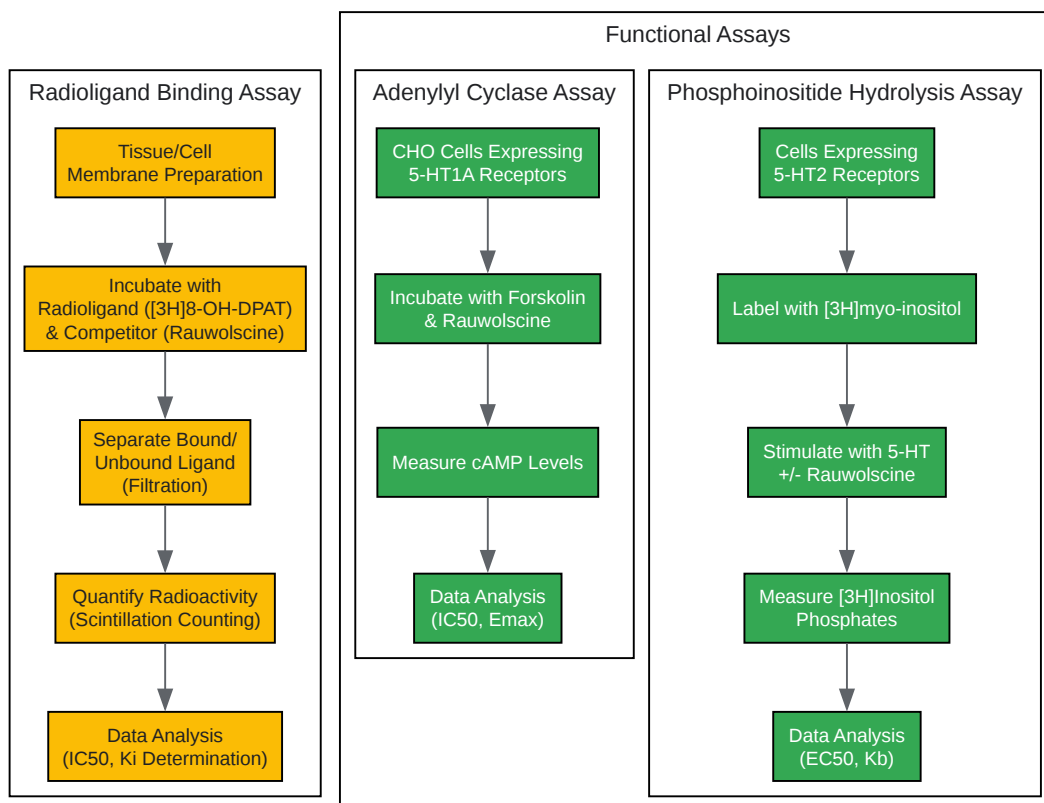 Functional Assays
Radioligand Binding Assay
Tissue/Cell
Membrane Preparation
Incubate with
Radioligand ([3H]8-OH-DPAT)
& Competitor (Rauwolscine)
Separate Bound/
Unbound Ligand
(Filtration)
Quantify Radioactivity
(Scintillation Counting)
Data Analysis
(IC50, Ki Determination)
Adenylyl Cyclase Assay
CHO Cells Expressing
5-HT1A Receptors
Incubate with Forskolin
& Rauwolscine
Measure cAMP Levels
Data Analysis
(IC50, Emax)
Phosphoinositide Hydrolysis Assay
Cells Expressing
5-HT2 Receptors
Label with [3H]myo-inositol
Stimulate with 5-HT
+/- Rauwolscine
Measure [3H]Inositol
Phosphates
Data Analysis
(EC50, Kb)